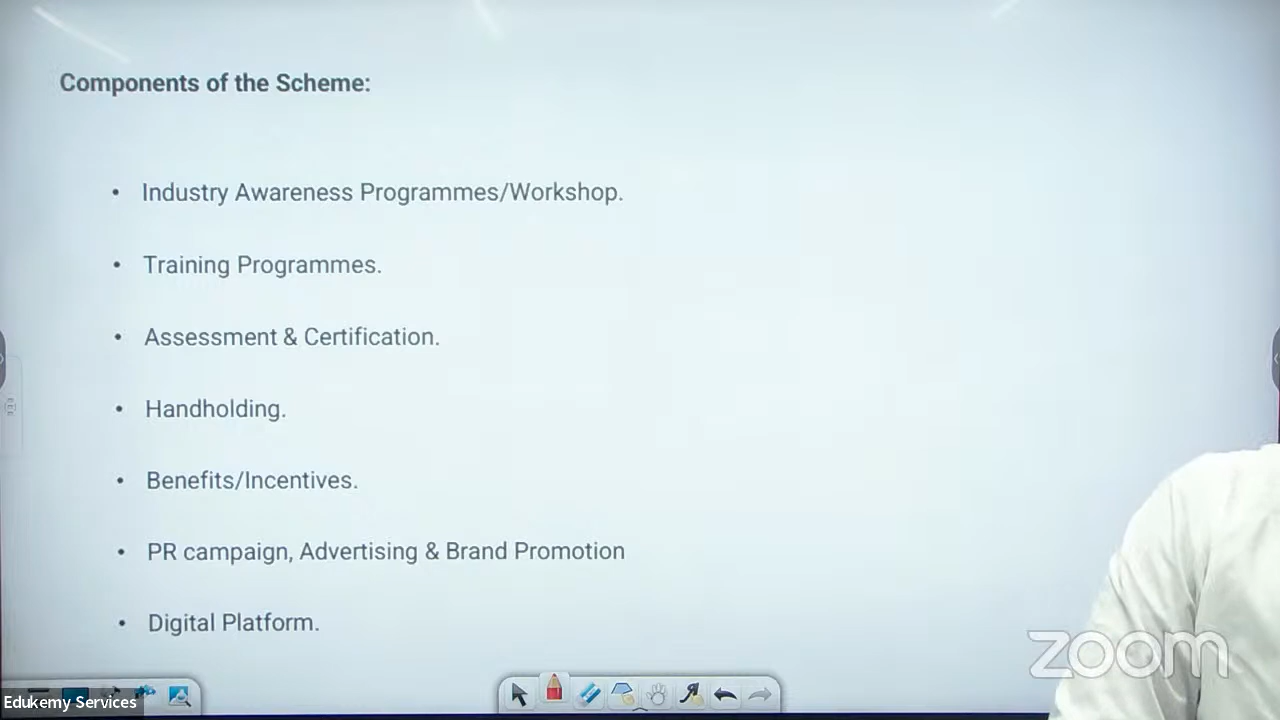 Components of the Scheme:
• Industry Awareness Programmes/Workshop.
• Training Programmes.
• Assessment & Certification.
• Handholding.
• Benefits/Incentives.
• PR campaign, Advertising & Brand Promotion
• Digital Platform.
zoom
Edukemy Services